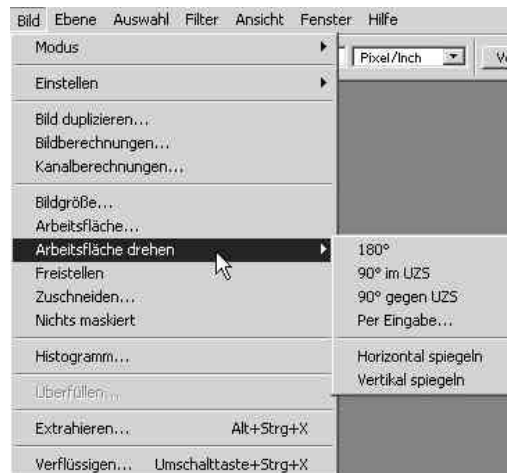 Bild Ebene Auswahl Filter Ansicht Fenster Hilfe
Modus
Pixel/Inch
Einstellen
Bild duplizieren...
Bildberechnungen...
Kanalberechnungen...
Bildgröße...
Arbeitsfläche...
Arbeitsfläche drehen
Freistellen
Zuschneiden...
Nichts maskiert
180°
90° im UZS
90° gegen UZS
Per Eingabe...
Horizontal spiegeln
Vertikal spiegeln
Histogramm...
Überfüllen...
Extrahieren... Alt+Strg+X
Verflüssigen... Umschalttaste+Strg+X